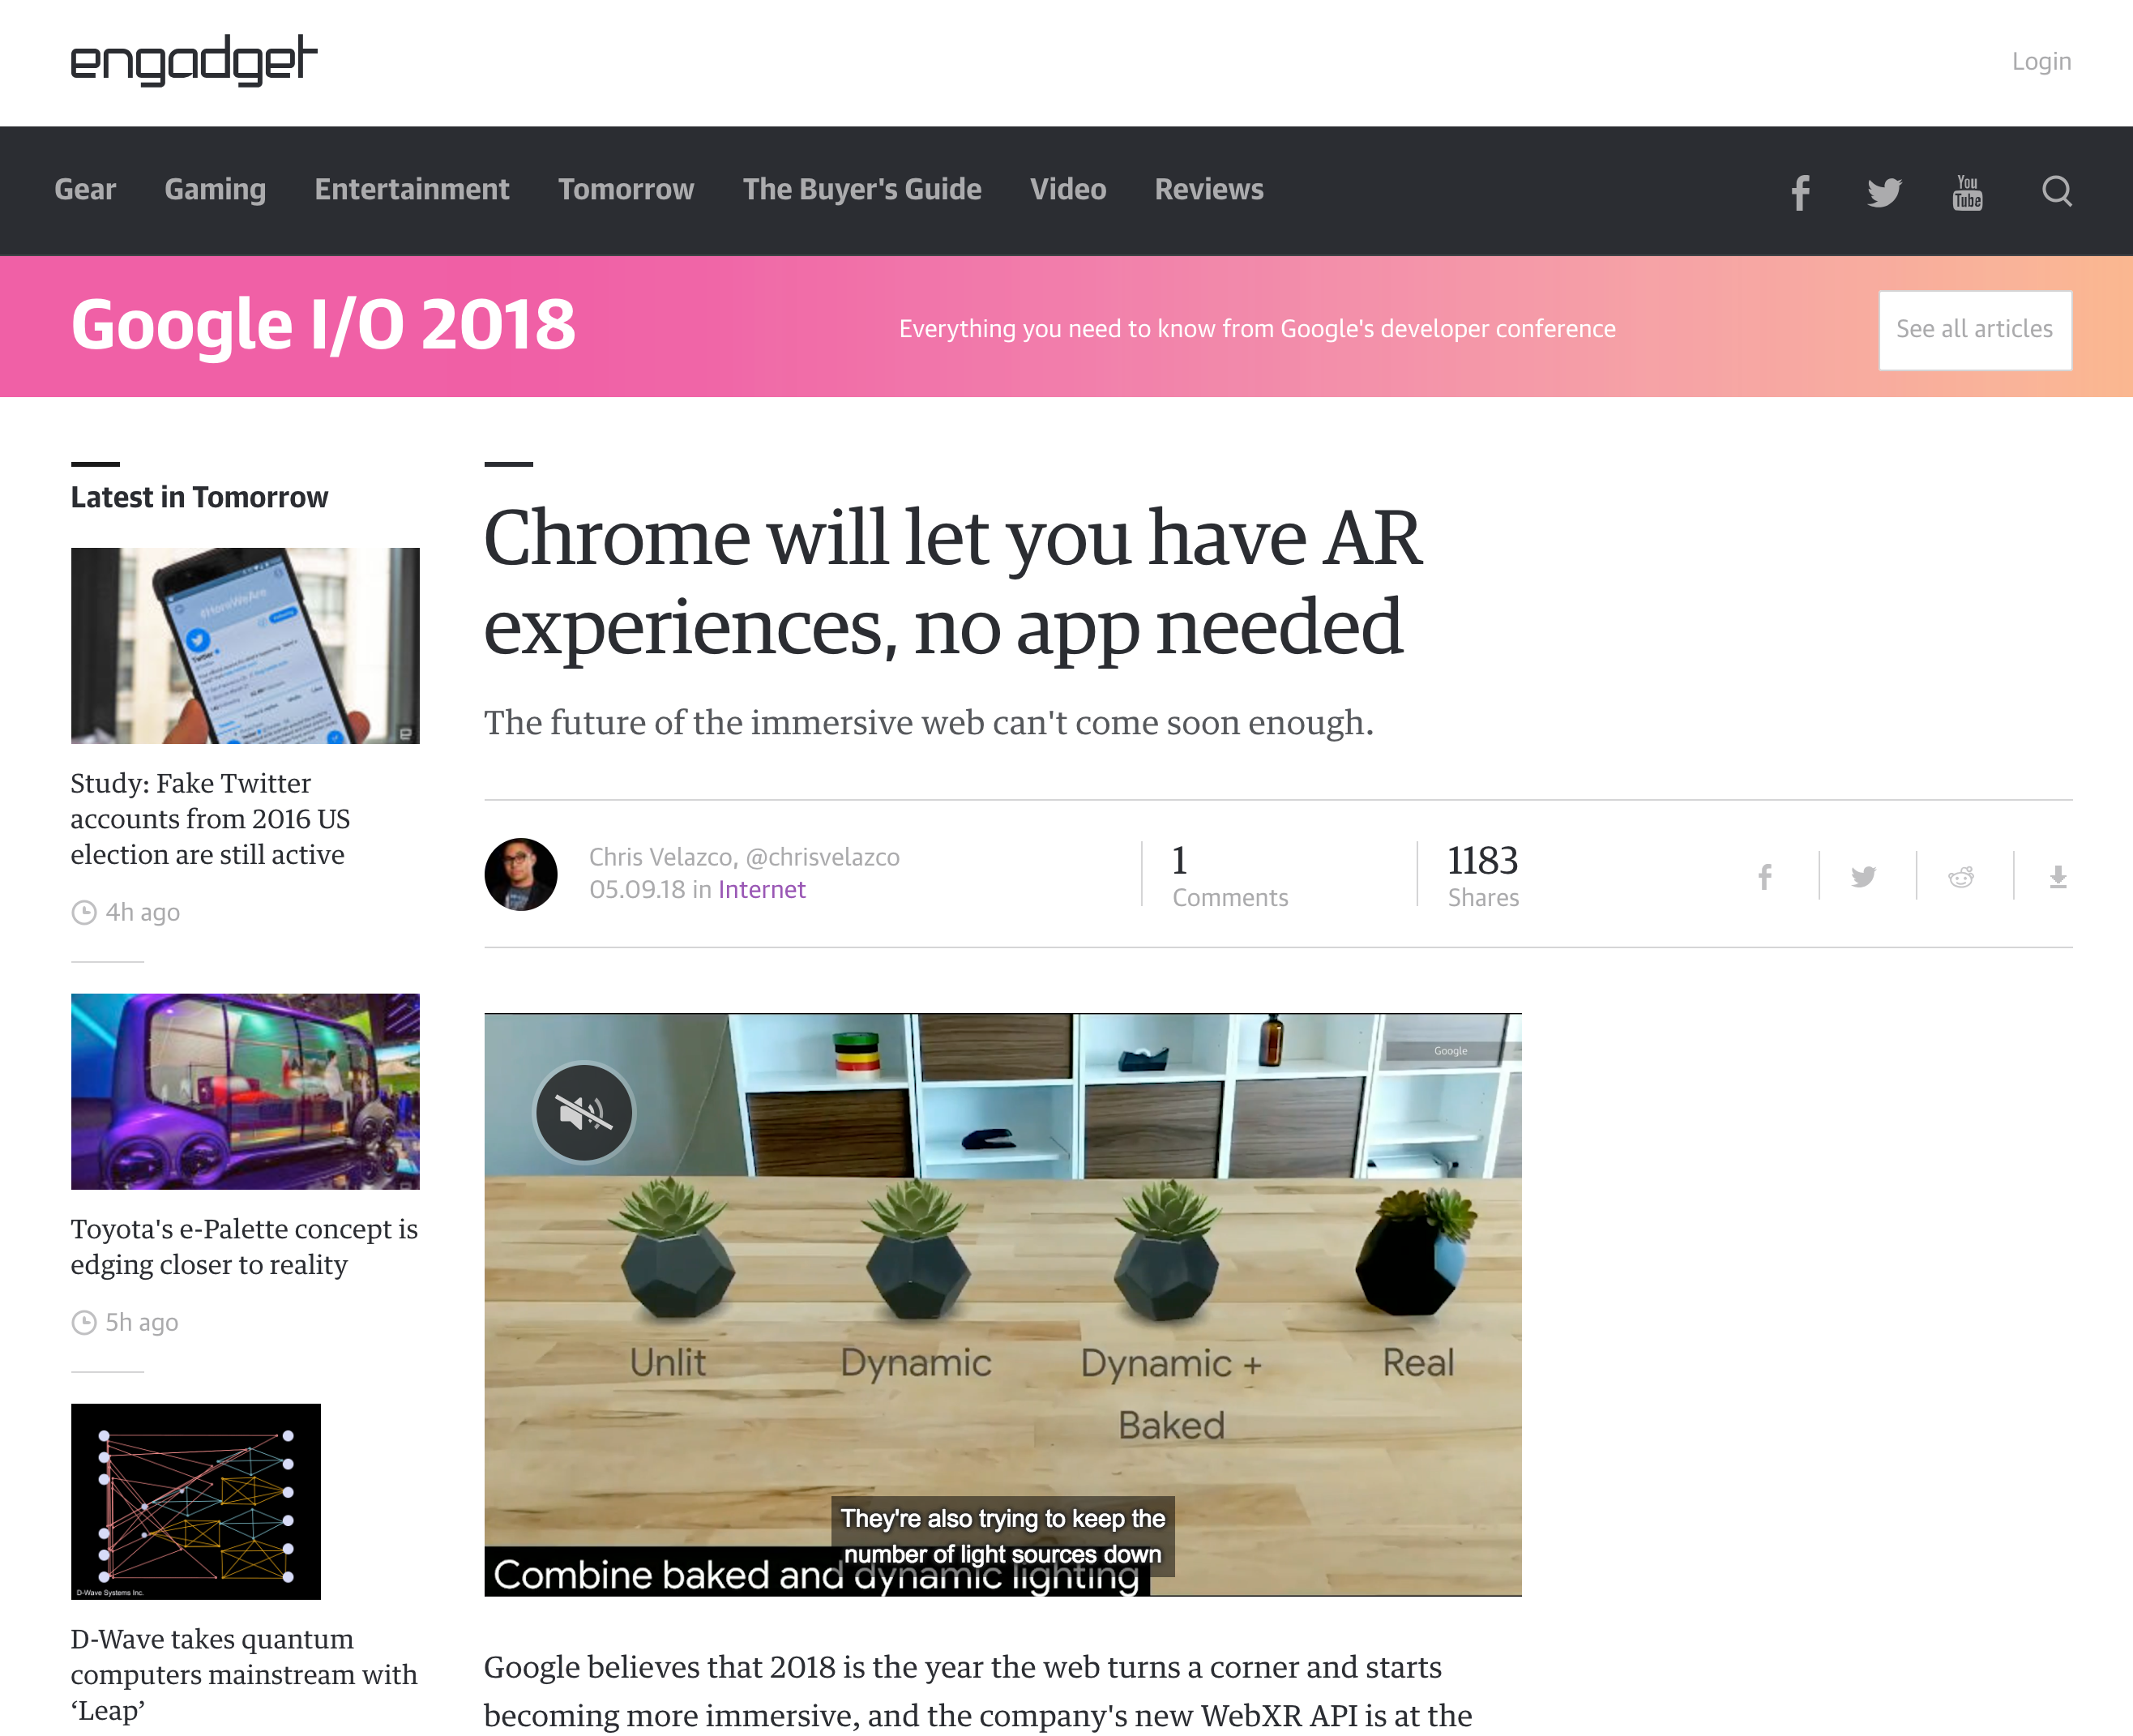 engadget
Login
Gear Gaming Entertainment Tomorrow The Buyer's Guide Video Reviews
You
Tube
Google I/O 2018
Everything you need to know from Google's developer conference
See all articles
Latest in Tomorrow
#HereWeAre
Twitter
Study: Fake Twitter
accounts from 2016 US
election are still active
4h ago
Toyota's e-Palette concept is
edging closer to reality
5h ago
D-Wave Systems Inc.
D-Wave takes quantum
computers mainstream with
‘Leap’
Chrome will let you have AR
experiences, no app needed
The future of the immersive web can't come soon enough.
Chris Velazco, @chrisvelazco
05.09.18 in Internet
1
Comments
1183
Shares
Google
Unlit
Dynamic
Dynamic +
Baked
Real
They're also trying to keep the
number of light sources down
Combine baked and dynamic lighting
Google believes that 2018 is the year the web turns a corner and starts
becoming more immersive, and the company's new WebXR API is at the